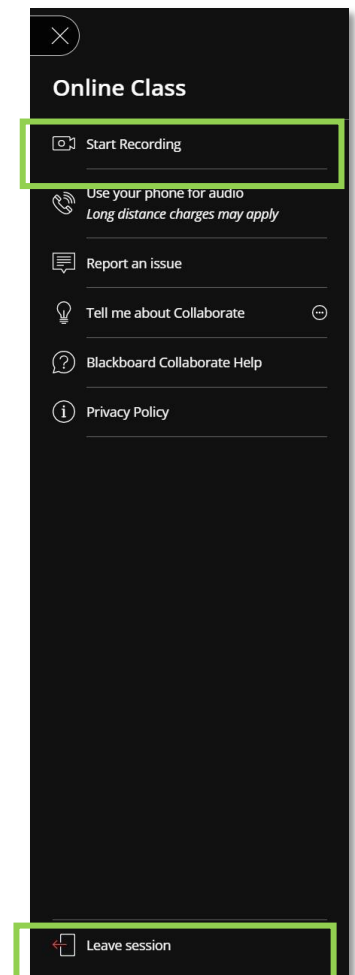 Online Class
Start Recording
Use your phone for audio
Long distance charges may apply
Report an issue
Tell me about Collaborate
Blackboard Collaborate Help
Privacy Policy
Leave session